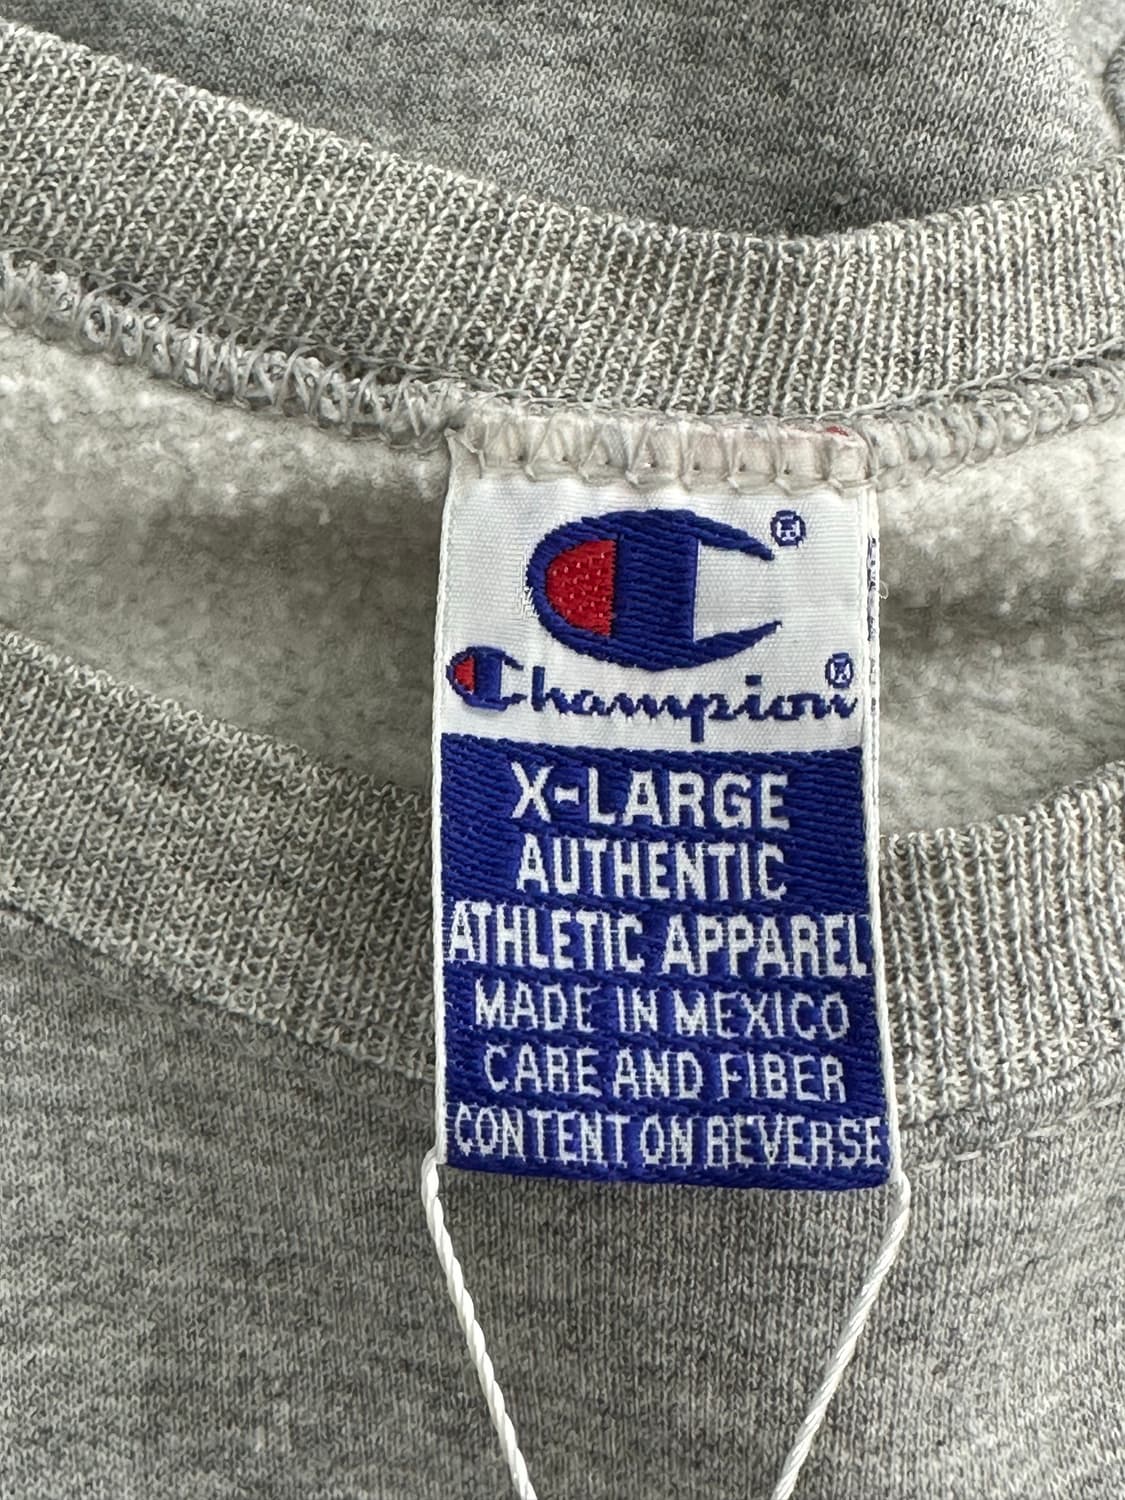 ®
Champion®
X-LARGE
AUTHENTIC
ATHLETIC APPAREL
MADE IN MEXICO
CARE AND FIBER
CONTENT ON REVERSE